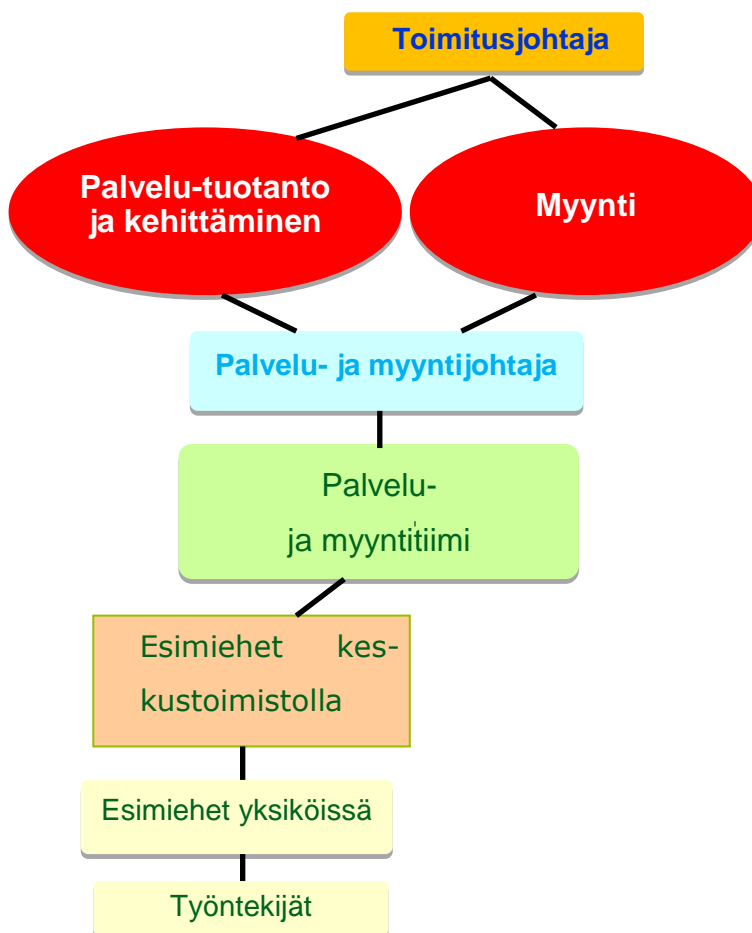 Toimitusjohtaja
Palvelu-tuotanto
ja kehittäminen
Myynti
Palvelu- ja myyntijohtaja
Palvelu-
ja myyntitiimi
Esimiehet kes-
kustoimistolla
Esimiehet yksiköissä
Työntekijät